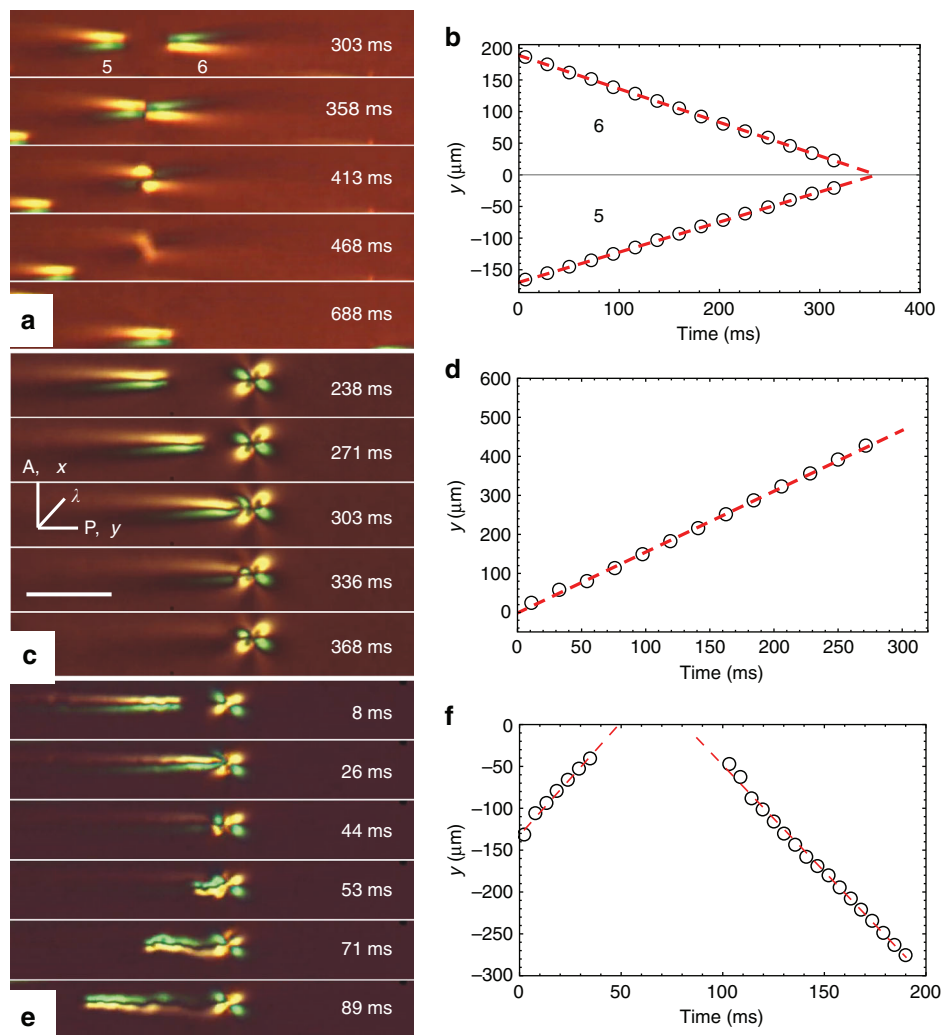 303 ms
5
6
358 ms
413 ms
468 ms
688 ms
a
b
200
150
100
50
0
−50
−100
−150
6
5
y (μm)
0
100
200
300
400
Time (ms)
238 ms
271 ms
A, x
λ
P, y
303 ms
336 ms
368 ms
c
d
600
500
400
300
200
100
0
y (μm)
0
50
100
150
200
250
300
Time (ms)
8 ms
26 ms
44 ms
53 ms
71 ms
89 ms
e
f
0
−50
−100
−150
−200
−250
−300
y (μm)
0
100
150
200
Time (ms)